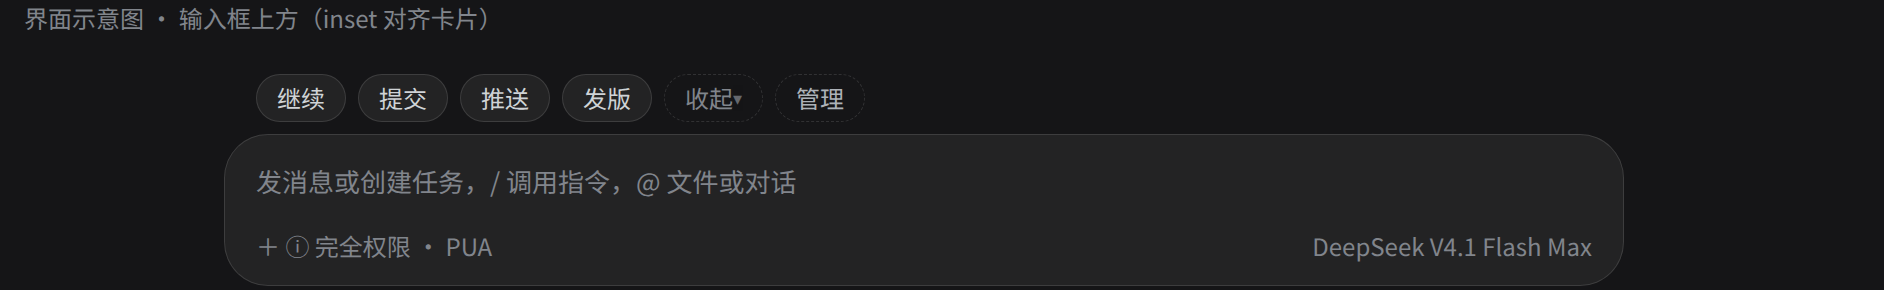 界面示意图 · 输入框上方（inset 对齐卡片）
继续 提交 推送 发版 收起▾ 管理
发消息或创建任务，/ 调用指令，@ 文件或对话
＋ ⓘ 完全权限 · PUA DeepSeek V4.1 Flash Max